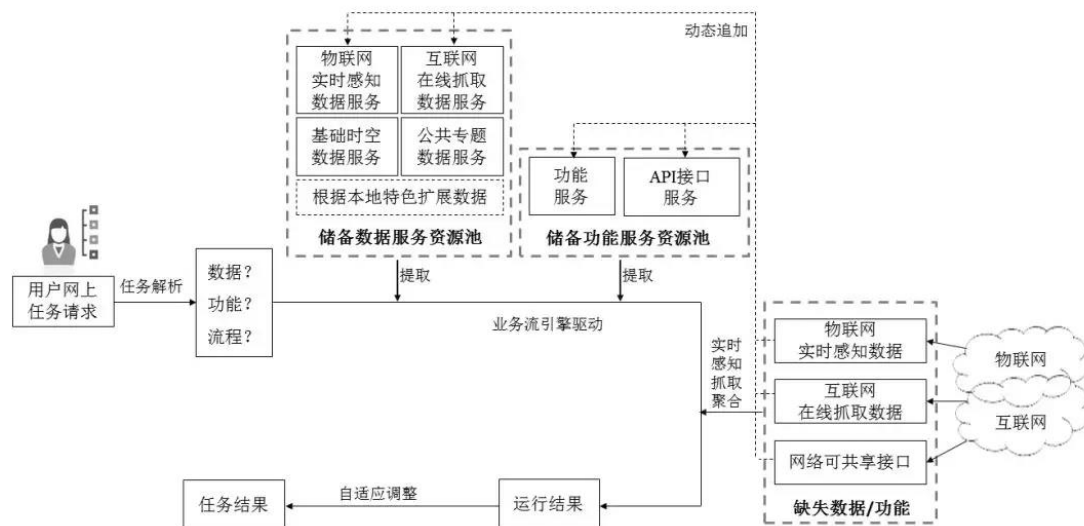 动态追加
物联网
实时感知
数据服务
互联网
在线抓取
数据服务
基础时空
数据服务
公共专题
数据服务
根据本地特色扩展数据
储备数据服务资源池
功能
服务
API接口
服务
储备功能服务资源池
用户网上
任务请求
任务解析
数据?
功能?
流程?
提取
提取
业务流引擎驱动
实时
感知
抓取
聚合
物联网
实时感知数据
互联网
在线抓取数据
网络可共享接口
缺失数据/功能
物联网
互联网
任务结果
自适应调整
运行结果